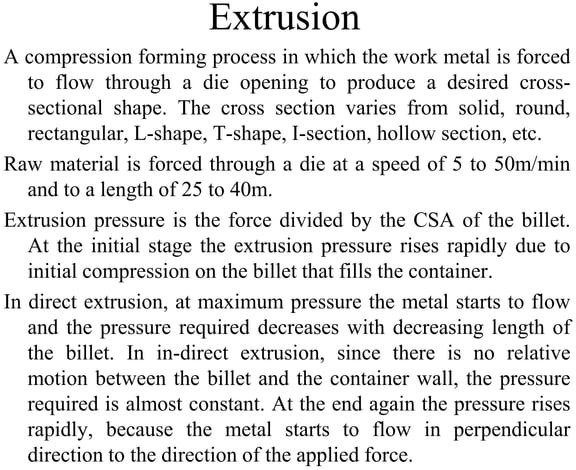 Extrusion
A compression forming process in which the work metal is forced
to flow through a die opening to produce a desired cross-
sectional shape. The cross section varies from solid, round,
rectangular, L-shape, T-shape, I-section, hollow section, etc.
Raw material is forced through a die at a speed of 5 to 50m/min
and to a length of 25 to 40m.
Extrusion pressure is the force divided by the CSA of the billet.
At the initial stage the extrusion pressure rises rapidly due to
initial compression on the billet that fills the container.
In direct extrusion, at maximum pressure the metal starts to flow
and the pressure required decreases with decreasing length of
the billet. In in-direct extrusion, since there is no relative
motion between the billet and the container wall, the pressure
required is almost constant. At the end again the pressure rises
rapidly, because the metal starts to flow in perpendicular
direction to the direction of the applied force.